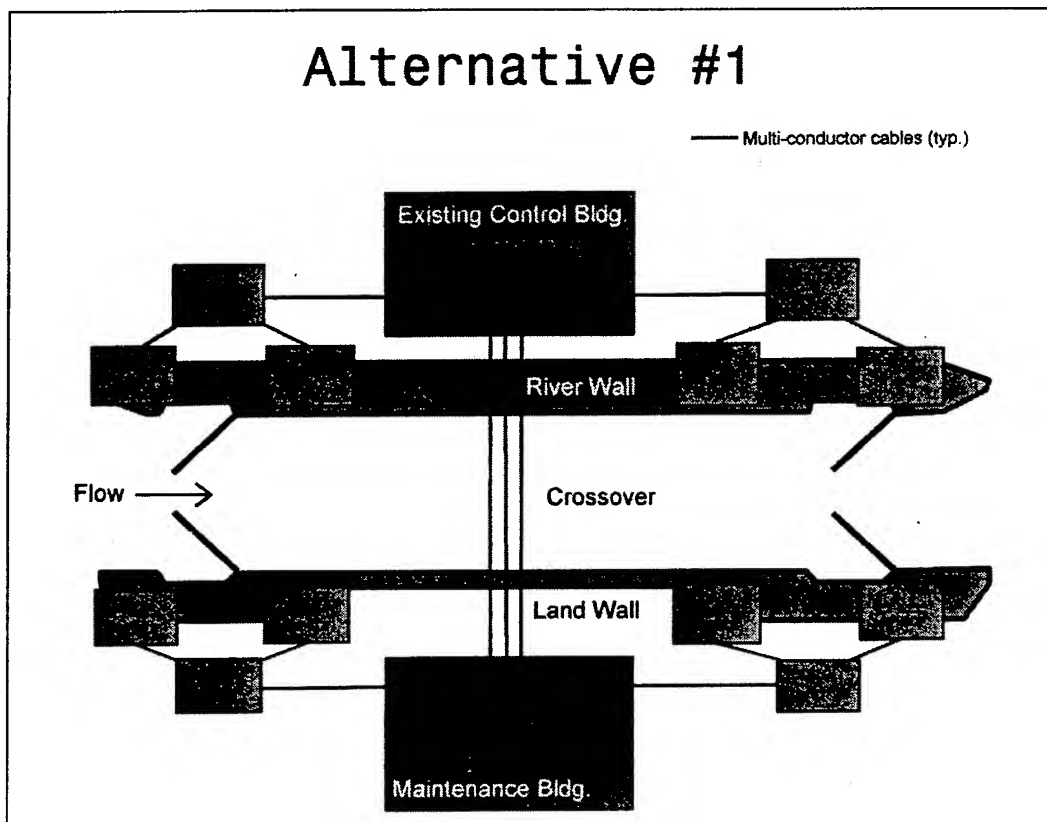 Alternative #1
Multi-conductor cables (typ.)
Existing Control Bldg.
River Wall
Flow
Crossover
Land Wall
Maintenance Bldg.